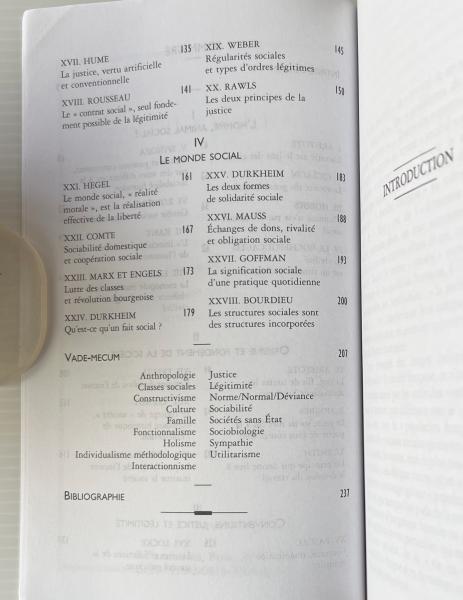 XVII. HUME 135
La justice, vertu artificielle
et conventionnelle
XVIII. ROUSSEAU 141
Le « contrat social », seul fonde-
ment possible de la légitimité
XIX. WEBER 145
Régularités sociales
et types d'ordres légitimes
XX. RAWLS 150
Les deux principes de la
justice
IV
LE MONDE SOCIAL
XXI. HEGEL 161
Le monde social, « réalité
morale », est la réalisation
effective de la liberté
XXII. COMTE 167
Sociabilité domestique
et coopération sociale
XXIII. MARX ET ENGELS 173
Lutte des classes
et révolution bourgeoise
XXIV. DURKHEIM 179
Qu'est-ce qu'un fait social ?
XXV. DURKHEIM 183
Les deux formes
de solidarité sociale
XXVI. MAUSS 188
Échanges de dons, rivalité
et obligation sociale
XXVII. GOFFMAN 193
La signification sociale
d'une pratique quotidienne
XXVIII. BOURDIEU 200
Les structures sociales sont
des structures incorporées
VADE-MECUM 207
Anthropologie
Classes sociales
Constructivisme
Culture
Famille
Fonctionnalisme
Holisme
Individualisme méthodologique
Interactionnisme
Justice
Légitimité
Norme/Normal/Déviance
Sociabilité
Sociétés sans État
Sociobiologie
Sympathie
Utilitarisme
BIBLIOGRAPHIE 237
INTRODUCTION